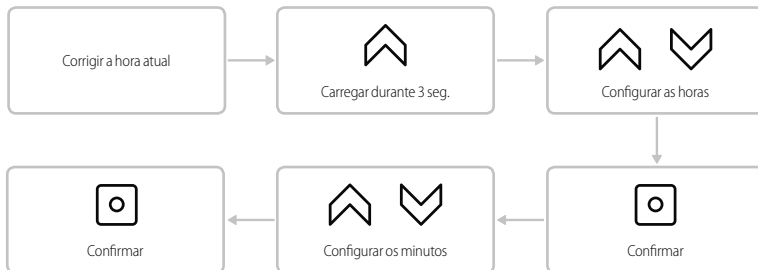 Corrigir a hora atual
Carregar durante 3 seg.
Configurar as horas
Confirmar
Configurar os minutos
Confirmar